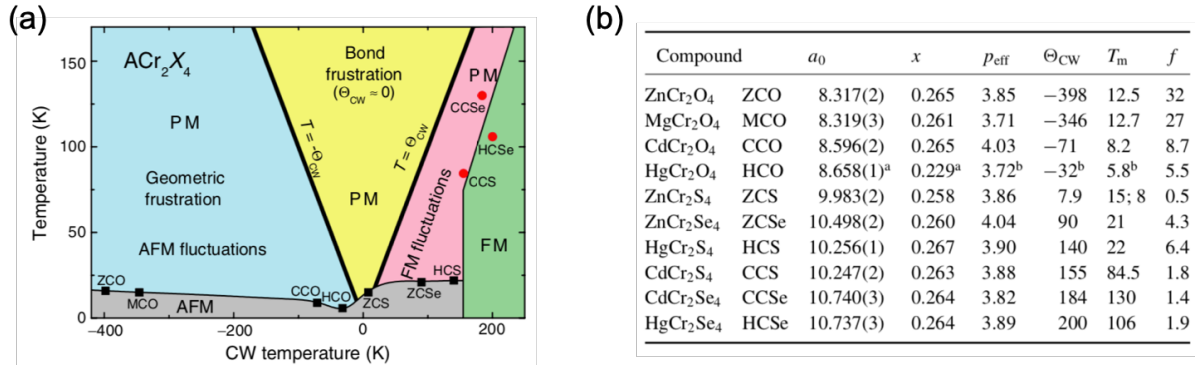 (a)
ACr₂X₄
Bond
frustration
(Θ_CW ≈ 0)
PM
PM
CCSe
HCSe
CCS
T = -Θ_CW
T = Θ_CW
Geometric
frustration
AFM fluctuations
PM
FM fluctuations
FM
ZCO
MCO
AFM
CCO
HCO
ZCS
ZCSe
HCS
Temperature (K)
150
100
50
0
−400
−200
0
200
CW temperature (K)
(b)
Compound a₀ x p_eff Θ_CW T_m f
ZnCr₂O₄ ZCO 8.317(2) 0.265 3.85 −398 12.5 32
MgCr₂O₄ MCO 8.319(3) 0.261 3.71 −346 12.7 27
CdCr₂O₄ CCO 8.596(2) 0.265 4.03 −71 8.2 8.7
HgCr₂O₄ HCO 8.658(1)ᵃ 0.229ᵃ 3.72ᵇ −32ᵇ 5.8ᵇ 5.5
ZnCr₂S₄ ZCS 9.983(2) 0.258 3.86 7.9 15; 8 0.5
ZnCr₂Se₄ ZCSe 10.498(2) 0.260 4.04 90 21 4.3
HgCr₂S₄ HCS 10.256(1) 0.267 3.90 140 22 6.4
CdCr₂S₄ CCS 10.247(2) 0.263 3.88 155 84.5 1.8
CdCr₂Se₄ CCSe 10.740(3) 0.264 3.82 184 130 1.4
HgCr₂Se₄ HCSe 10.737(3) 0.264 3.89 200 106 1.9